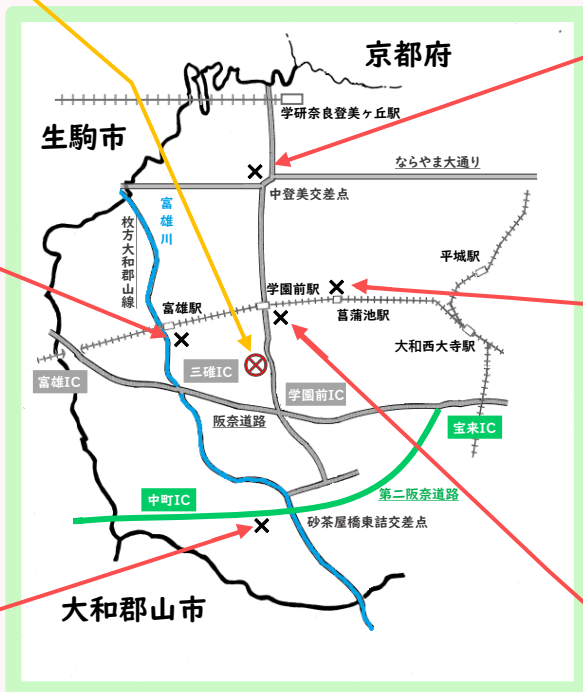 京都府
学研奈良登美ヶ丘駅
生駒市
ならやま大通り
中登美交差点
富雄川
枚方大和郡山線
平城駅
学園前駅
富雄駅
菖蒲池駅
大和西大寺駅
三碓IC
富雄IC
学園前IC
阪奈道路
宝来IC
中町IC
第二阪奈道路
砂茶屋橋東詰交差点
大和郡山市